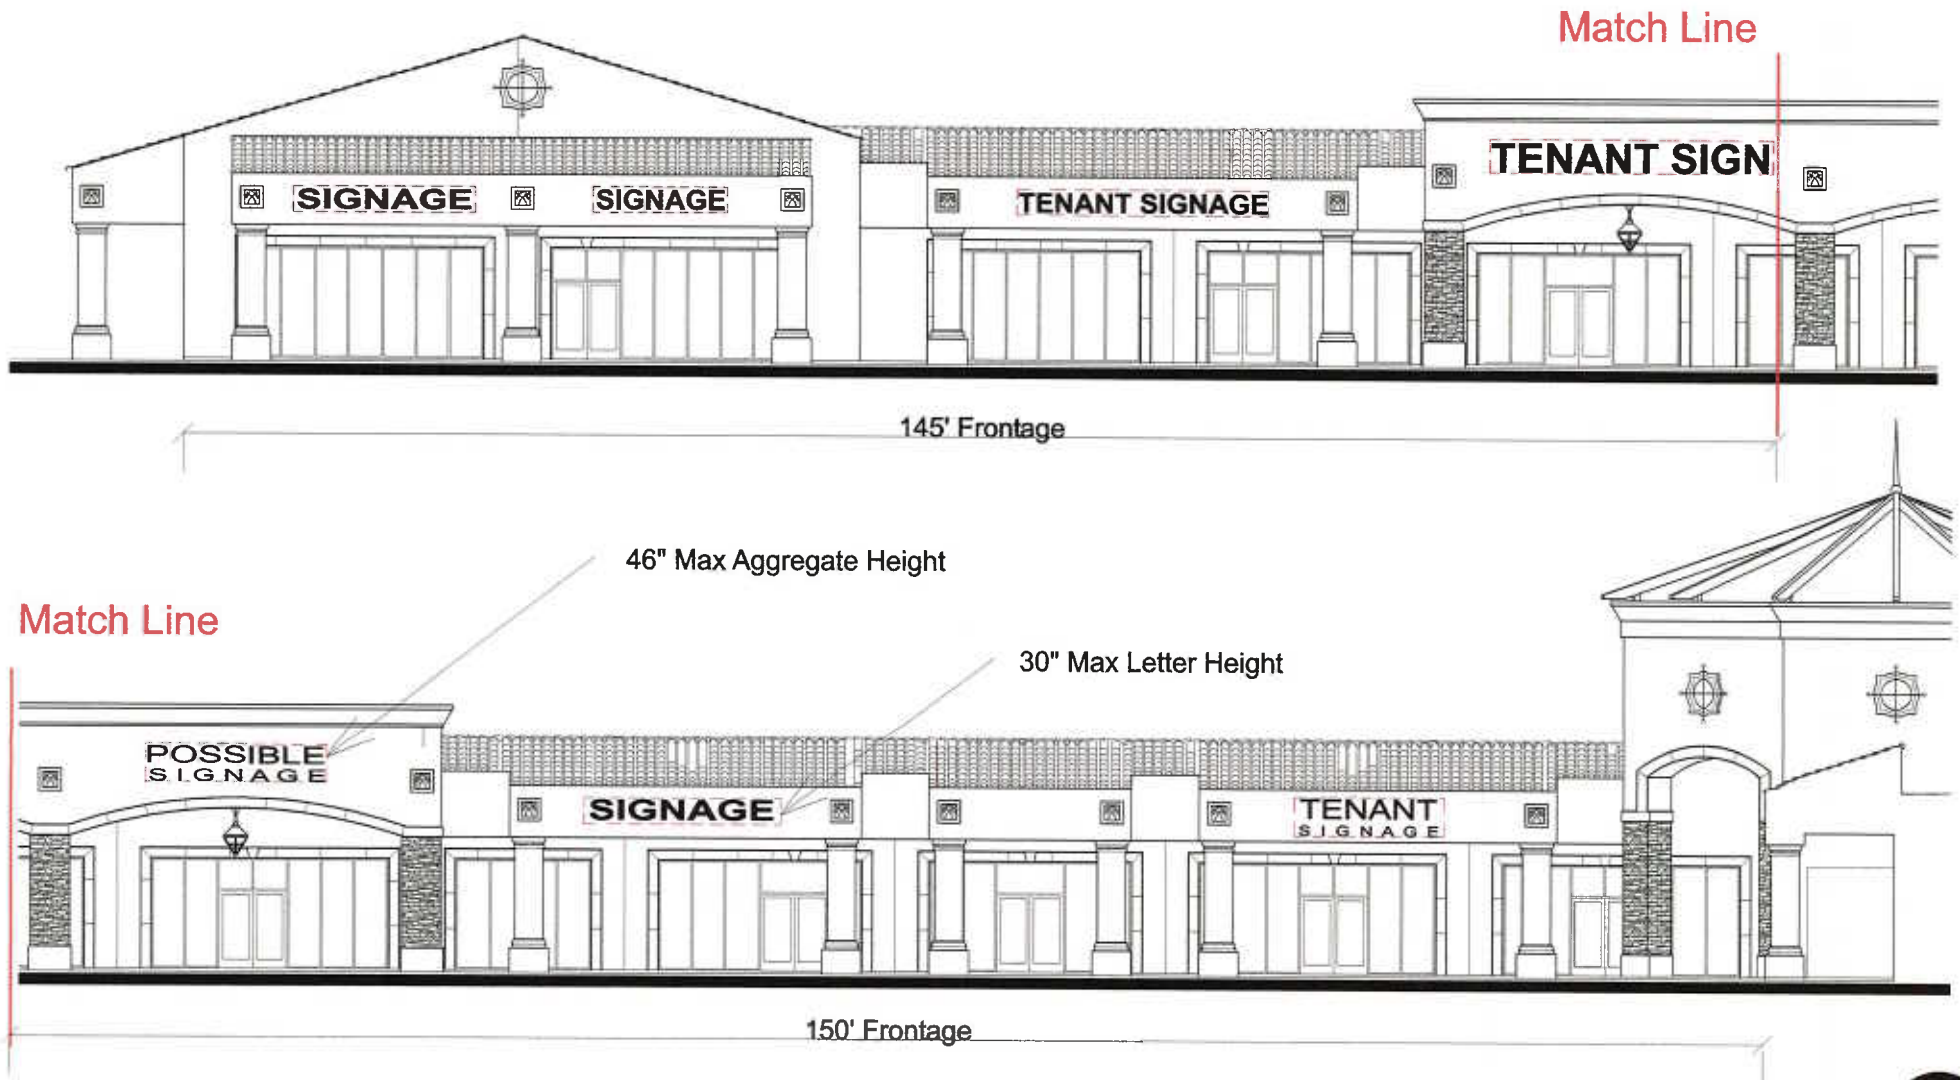 Match Line
TENANT SIGN
SIGNAGE
SIGNAGE
TENANT SIGNAGE
145' Frontage
46" Max Aggregate Height
Match Line
30" Max Letter Height
POSSIBLE
SIGNAGE
SIGNAGE
TENANT
SIGNAGE
150' Frontage